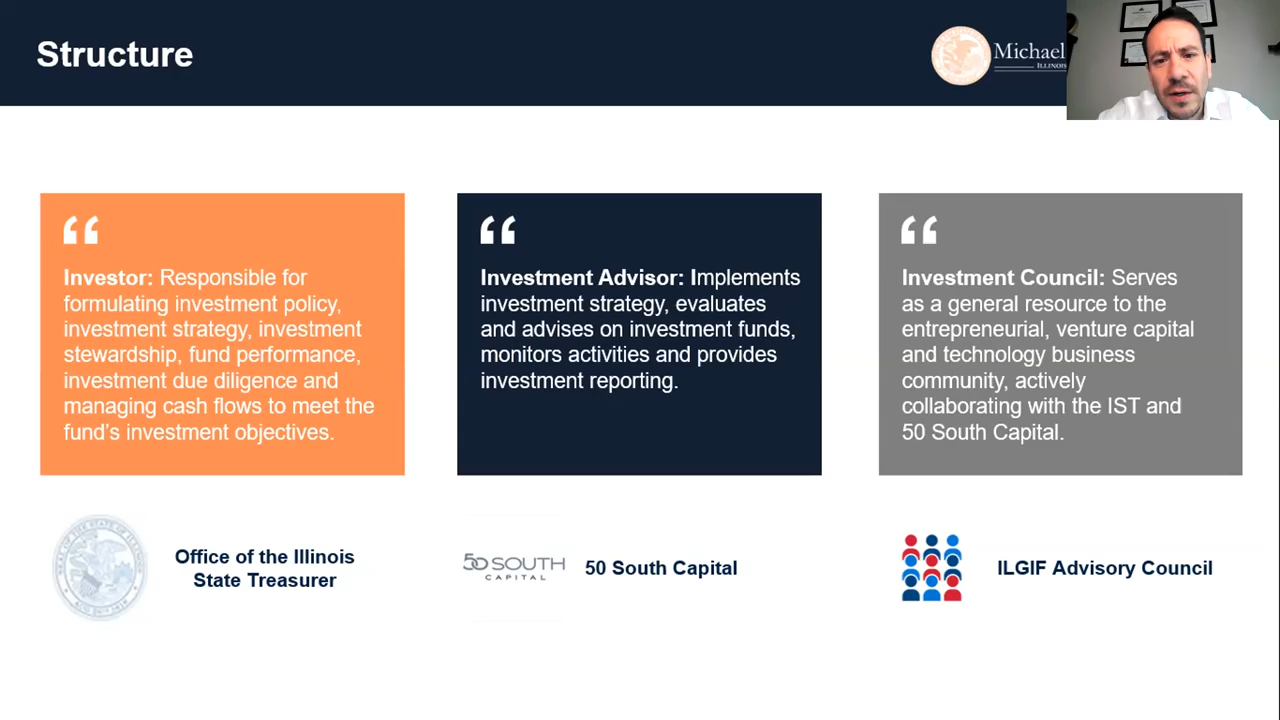 Structure
Michael
ILLINOIS
Investor: Responsible for
formulating investment policy,
investment strategy, investment
stewardship, fund performance,
investment due diligence and
managing cash flows to meet the
fund's investment objectives.
Investment Advisor: Implements
investment strategy, evaluates
and advises on investment funds,
monitors activities and provides
investment reporting.
Investment Council: Serves
as a general resource to the
entrepreneurial, venture capital
and technology business
community, actively
collaborating with the IST and
50 South Capital.
Office of the Illinois
State Treasurer
50 SOUTH
CAPITAL
50 South Capital
ILGIF Advisory Council